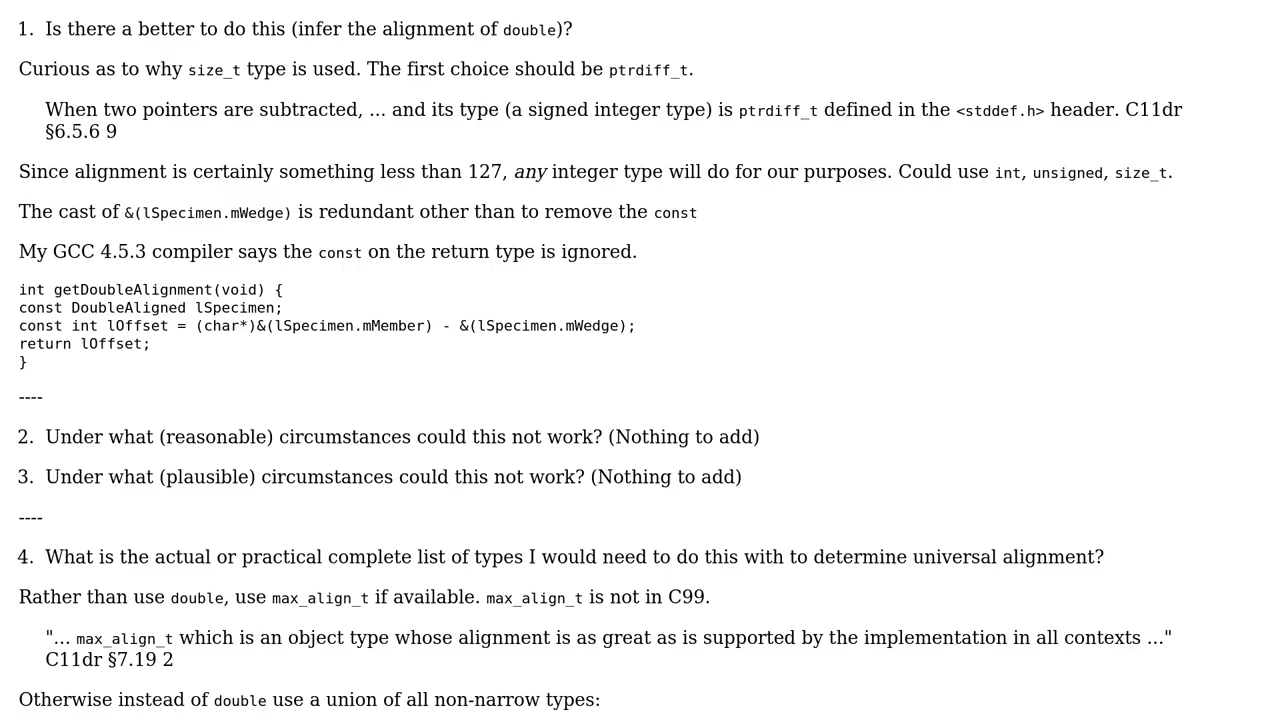 1. Is there a better to do this (infer the alignment of double)?
Curious as to why size_t type is used. The first choice should be ptrdiff_t.
When two pointers are subtracted, ... and its type (a signed integer type) is ptrdiff_t defined in the <stddef.h> header. C11dr
§6.5.6 9
Since alignment is certainly something less than 127, any integer type will do for our purposes. Could use int, unsigned, size_t.
The cast of &(lSpecimen.mWedge) is redundant other than to remove the const
My GCC 4.5.3 compiler says the const on the return type is ignored.
int getDoubleAlignment(void) {
const DoubleAligned lSpecimen;
const int lOffset = (char*)&(lSpecimen.mMember) - &(lSpecimen.mWedge);
return lOffset;
}
----
2. Under what (reasonable) circumstances could this not work? (Nothing to add)
3. Under what (plausible) circumstances could this not work? (Nothing to add)
----
4. What is the actual or practical complete list of types I would need to do this with to determine universal alignment?
Rather than use double, use max_align_t if available. max_align_t is not in C99.
"... max_align_t which is an object type whose alignment is as great as is supported by the implementation in all contexts ..."
C11dr §7.19 2
Otherwise instead of double use a union of all non-narrow types: